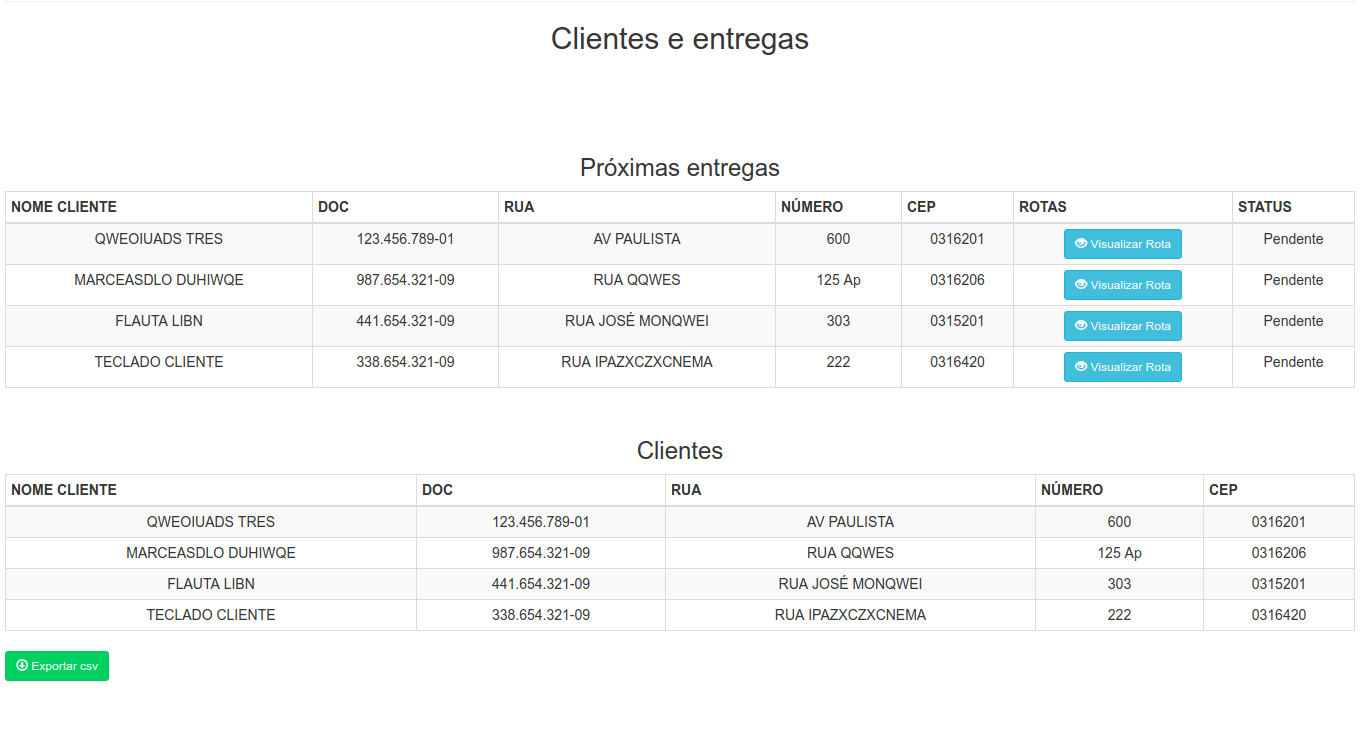 Clientes e entregas
Próximas entregas
NOME CLIENTE DOC RUA NÚMERO CEP ROTAS STATUS
QWEOIUADS TRES 123.456.789-01 AV PAULISTA 600 0316201 Visualizar Rota Pendente
MARCEASDLO DUHIWQE 987.654.321-09 RUA QQWES 125 Ap 0316206 Visualizar Rota Pendente
FLAUTA LIBN 441.654.321-09 RUA JOSÉ MONQWEI 303 0315201 Visualizar Rota Pendente
TECLADO CLIENTE 338.654.321-09 RUA IPAZXCZXCNEMA 222 0316420 Visualizar Rota Pendente
Clientes
NOME CLIENTE DOC RUA NÚMERO CEP
QWEOIUADS TRES 123.456.789-01 AV PAULISTA 600 0316201
MARCEASDLO DUHIWQE 987.654.321-09 RUA QQWES 125 Ap 0316206
FLAUTA LIBN 441.654.321-09 RUA JOSÉ MONQWEI 303 0315201
TECLADO CLIENTE 338.654.321-09 RUA IPAZXCZXCNEMA 222 0316420
Exportar csv